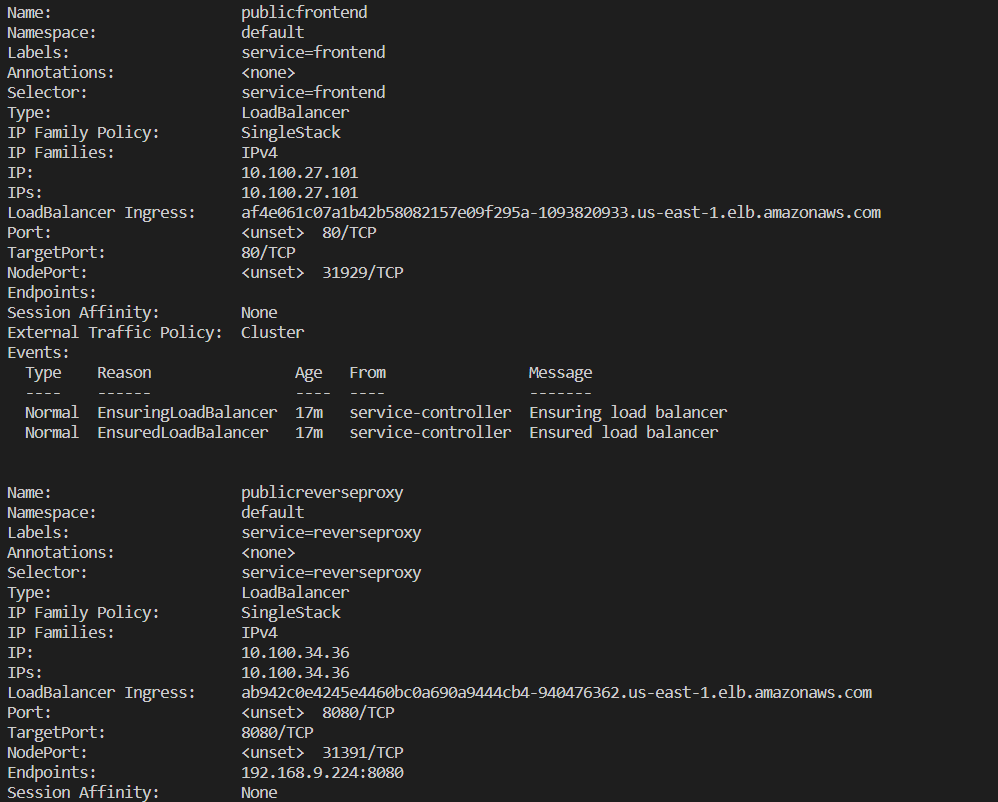 Name:                     publicfrontend
Namespace:                default
Labels:                   service=frontend
Annotations:              <none>
Selector:                 service=frontend
Type:                     LoadBalancer
IP Family Policy:         SingleStack
IP Families:              IPv4
IP:                       10.100.27.101
IPs:                      10.100.27.101
LoadBalancer Ingress:     af4e061c07a1b42b58082157e09f295a-1093820933.us-east-1.elb.amazonaws.com
Port:                     <unset>  80/TCP
TargetPort:               80/TCP
NodePort:                 <unset>  31929/TCP
Endpoints:
Session Affinity:         None
External Traffic Policy:  Cluster
Events:
  Type    Reason                Age   From                Message
  ----    ------                ----  ----                -------
  Normal  EnsuringLoadBalancer  17m   service-controller  Ensuring load balancer
  Normal  EnsuredLoadBalancer   17m   service-controller  Ensured load balancer
Name:                     publicreverseproxy
Namespace:                default
Labels:                   service=reverseproxy
Annotations:              <none>
Selector:                 service=reverseproxy
Type:                     LoadBalancer
IP Family Policy:         SingleStack
IP Families:              IPv4
IP:                       10.100.34.36
IPs:                      10.100.34.36
LoadBalancer Ingress:     ab942c0e4245e4460bc0a690a9444cb4-940476362.us-east-1.elb.amazonaws.com
Port:                     <unset>  8080/TCP
TargetPort:               8080/TCP
NodePort:                 <unset>  31391/TCP
Endpoints:                192.168.9.224:8080
Session Affinity:         None